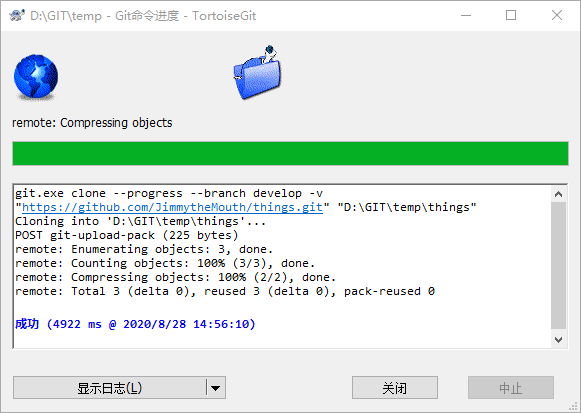 D:\GIT\temp - Git命令进度 - TortoiseGit
remote: Compressing objects
git.exe clone --progress --branch develop -v
"https://github.com/JimmytheMouth/things.git" "D:\GIT\temp\things"
Cloning into 'D:\GIT\temp\things'...
POST git-upload-pack (225 bytes)
remote: Enumerating objects: 3, done.
remote: Counting objects: 100% (3/3), done.
remote: Compressing objects: 100% (2/2), done.
remote: Total 3 (delta 0), reused 3 (delta 0), pack-reused 0
成功 (4922 ms @ 2020/8/28 14:56:10)
显示日志(L)
关闭
中止